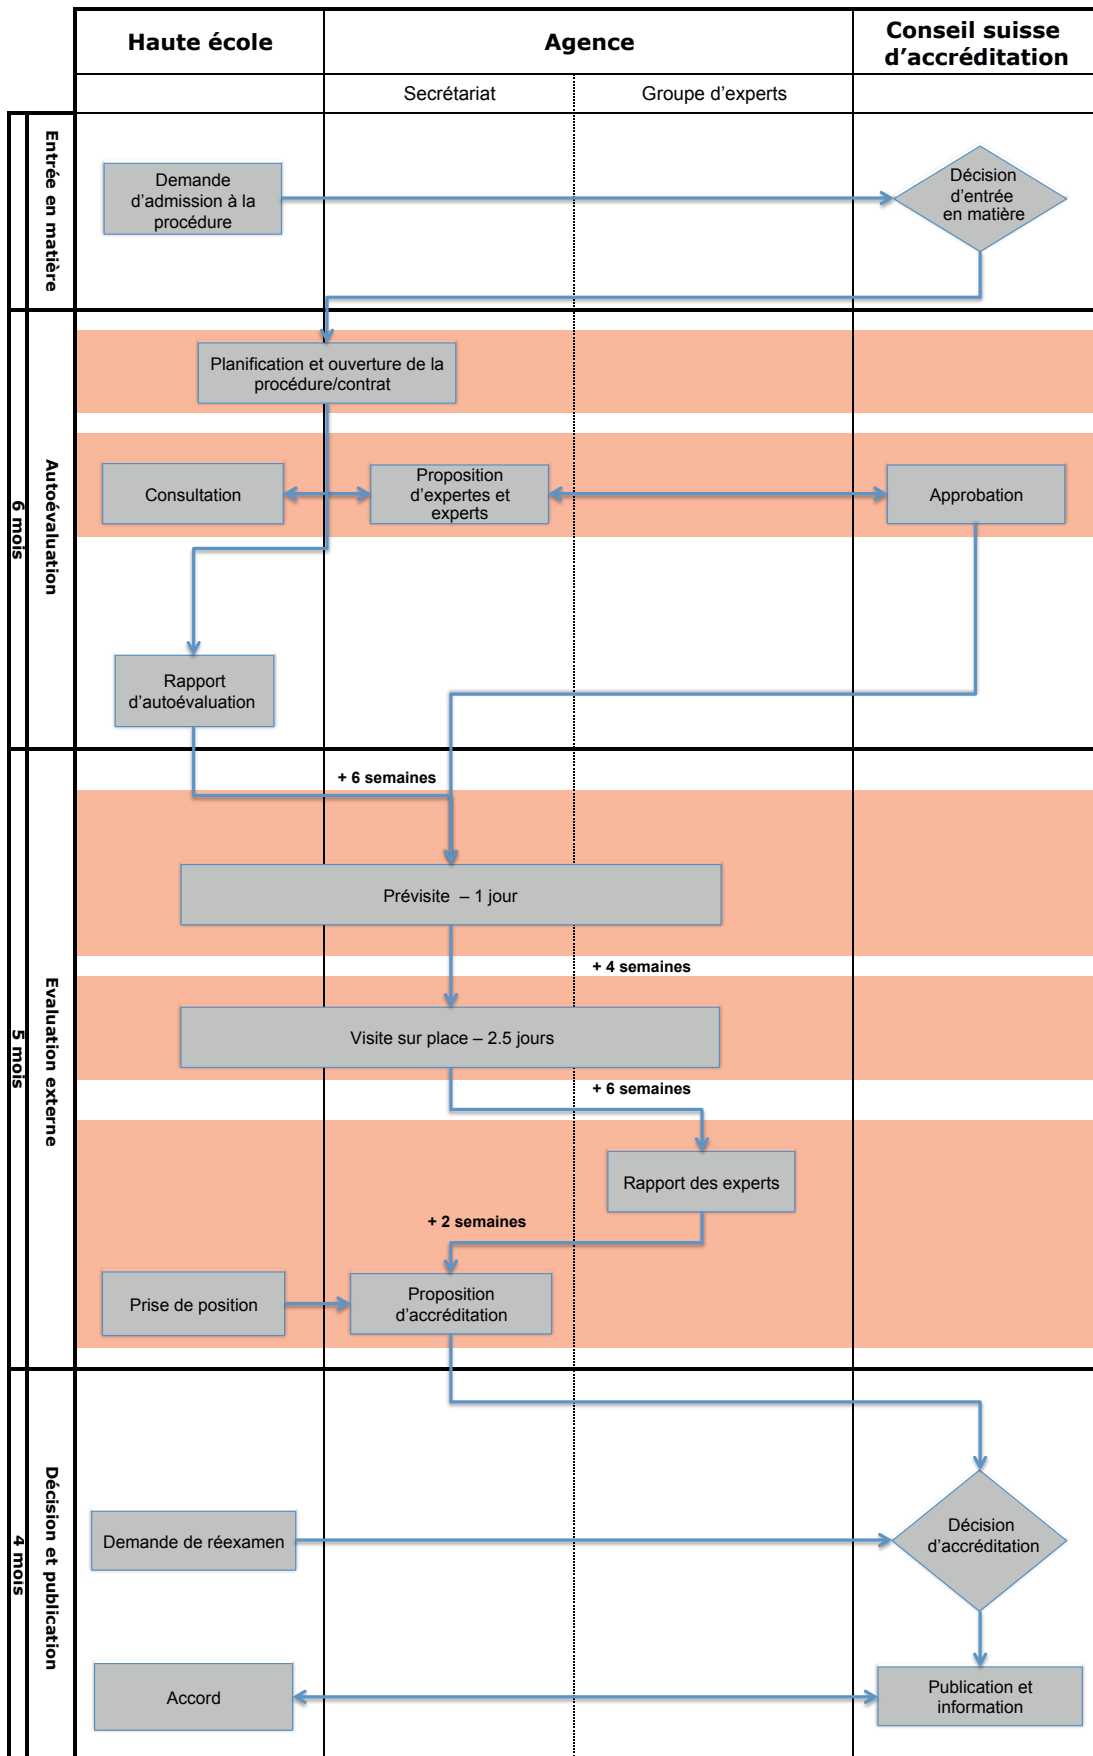 Haute école
Agence
Conseil suisse
d’accréditation
Secrétariat
Groupe d’experts
Entrée en matière
Demande
d’admission à la
procédure
Décision
d’entrée
en matière
6 mois
Autoévaluation
Planification et ouverture de la
procédure/contrat
Consultation
Proposition
d’expertes et
experts
Approbation
Rapport
d’autoévaluation
5 mois
Evaluation externe
+ 6 semaines
Prévisite – 1 jour
+ 4 semaines
Visite sur place – 2.5 jours
+ 6 semaines
Rapport des experts
+ 2 semaines
Prise de position
Proposition
d’accréditation
4 mois
Décision et publication
Demande de réexamen
Décision
d’accréditation
Accord
Publication et
information